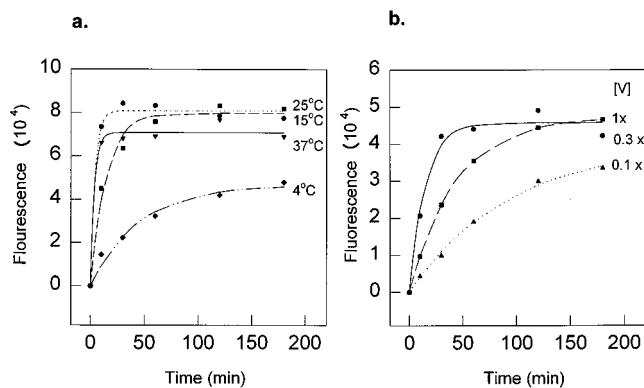 a.
10
8
6
4
2
0
Flourescence (10⁴)
25°C
15°C
37°C
4°C
0 50 100 150 200
Time (min)
b.
6
5
4
3
2
1
0
Fluorescence (10⁴)
[V]
1x
0.3 x
0.1 x
0 50 100 150 200
Time (min)